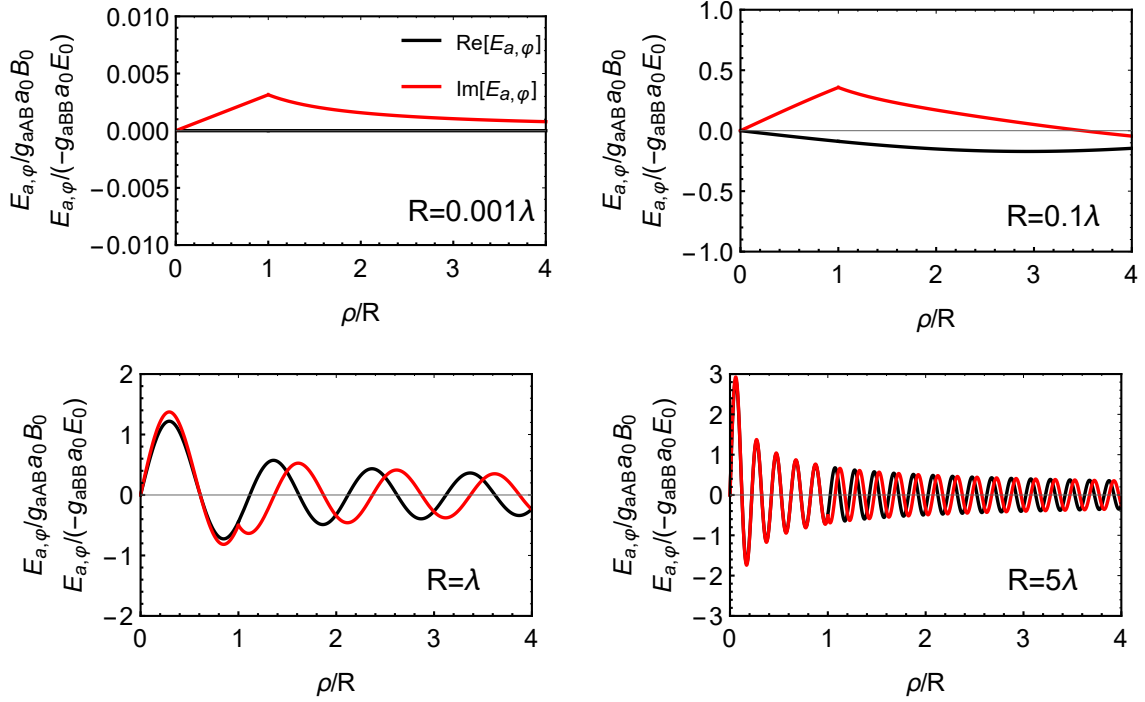 0.010
0.005
0.000
−0.005
−0.010
E_{a,φ}/g_{aAB}a_0B_0
E_{a,φ}/(−g_{aBB}a_0E_0)
Re[E_{a,φ}]
Im[E_{a,φ}]
R=0.001λ
0 1 2 3 4
ρ/R
1.0
0.5
0.0
−0.5
−1.0
E_{a,φ}/g_{aAB}a_0B_0
E_{a,φ}/(−g_{aBB}a_0E_0)
R=0.1λ
0 1 2 3 4
ρ/R
2
1
0
−1
−2
E_{a,φ}/g_{aAB}a_0B_0
E_{a,φ}/(−g_{aBB}a_0E_0)
R=λ
0 1 2 3 4
ρ/R
3
2
1
0
−1
−2
−3
E_{a,φ}/g_{aAB}a_0B_0
E_{a,φ}/(−g_{aBB}a_0E_0)
R=5λ
0 1 2 3 4
ρ/R